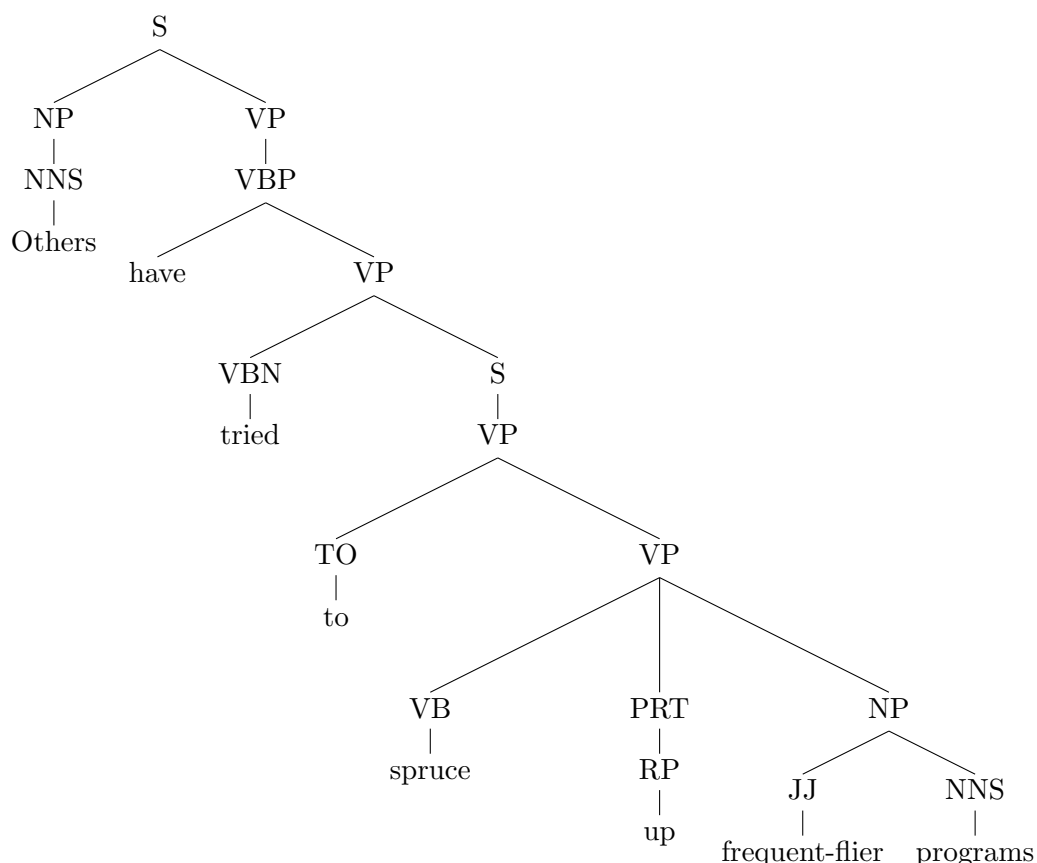 S
NP VP
NNS VBP
Others
have VP
VBN S
tried VP
TO VP
to
VB PRT NP
spruce RP
JJ NNS
up
frequent-flier programs